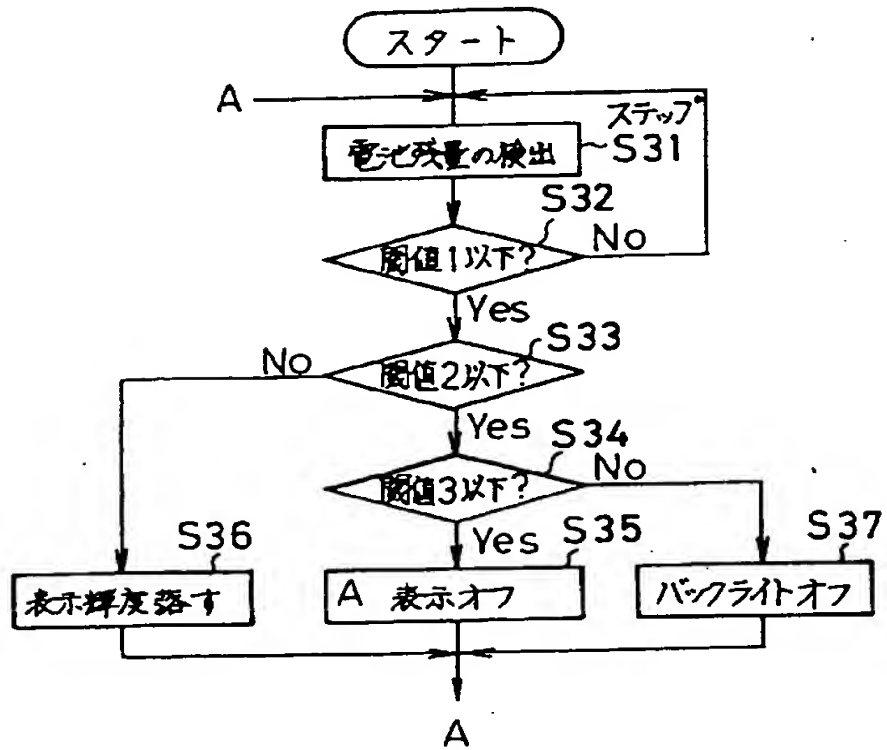 スタート
A
ステップ
電池残量の検出
S31
S32
閾値1以下?
No
Yes
S33
No
閾値2以下?
Yes
S34
閾値3以下?
No
S36
Yes
S35
S37
表示輝度落す
A 表示オフ
バックライトオフ
A